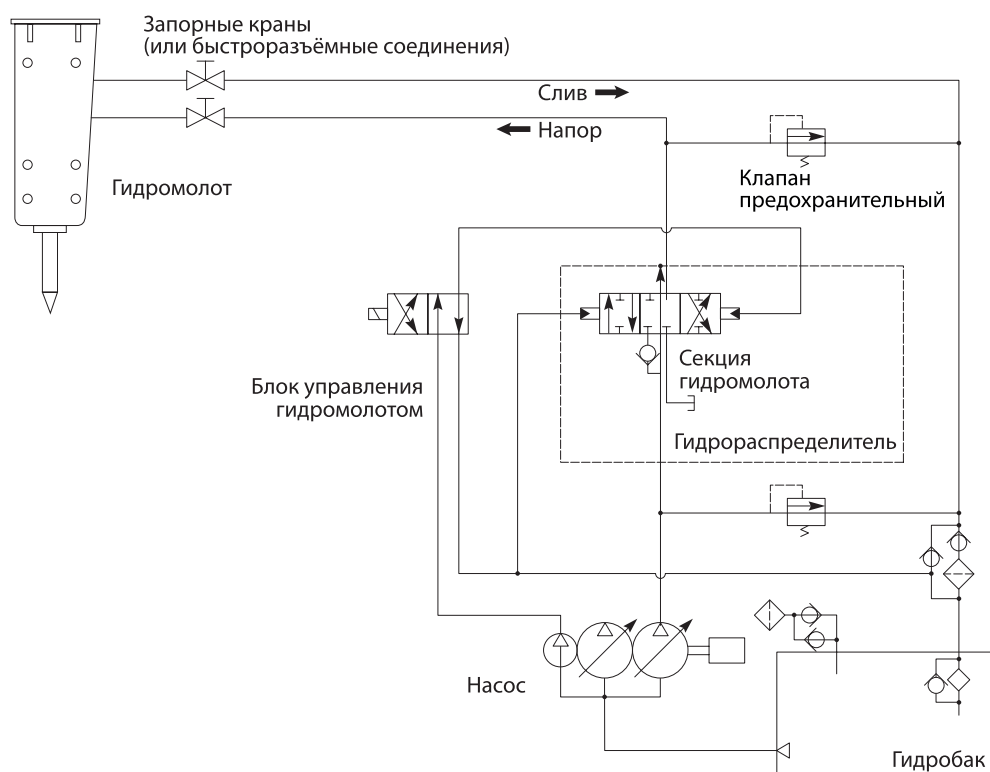 Запорные краны
(или быстроразъёмные соединения)
Слив
Напор
Гидромолот
Клапан
предохранительный
Секция
гидромолота
Блок управления
гидромолотом
Гидрораспределитель
Насос
Гидробак